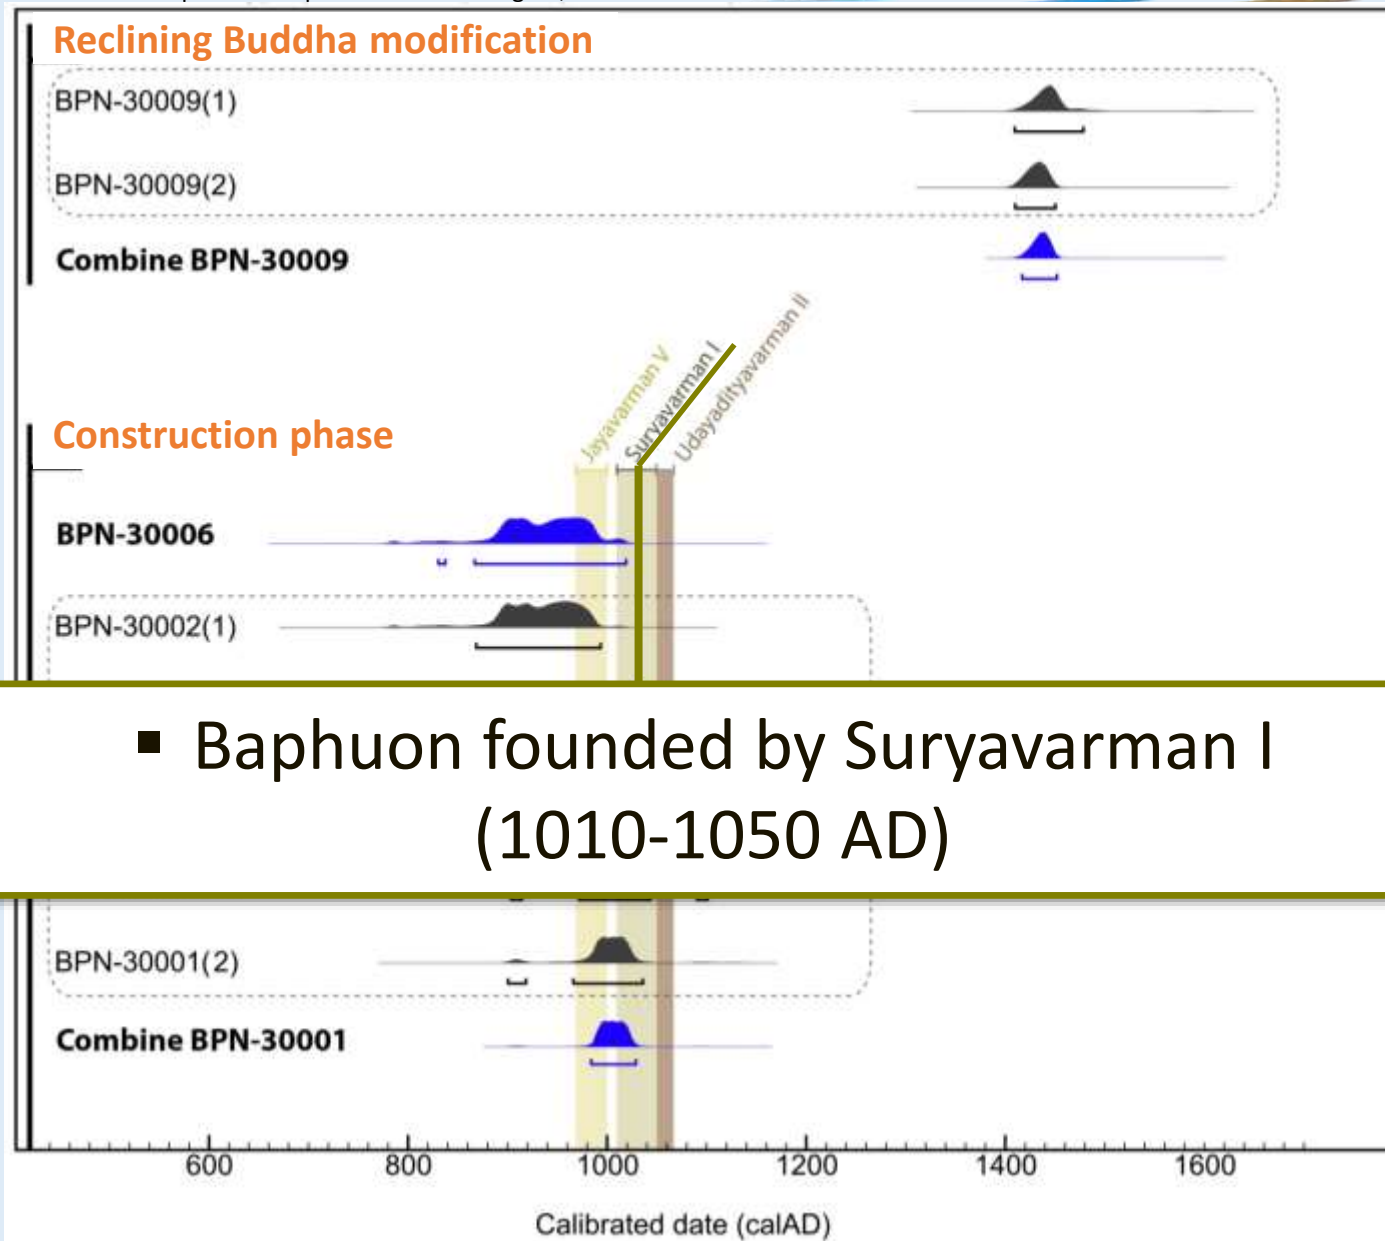 Reclining Buddha modification
BPN-30009(1)
BPN-30009(2)
Combine BPN-30009
Jayavarman V
Suryavarman I
Udayadityavarman II
Construction phase
BPN-30006
BPN-30002(1)
▪ Baphuon founded by Suryavarman I
(1010-1050 AD)
BPN-30001(2)
Combine BPN-30001
600 800 1000 1200 1400 1600
Calibrated date (calAD)